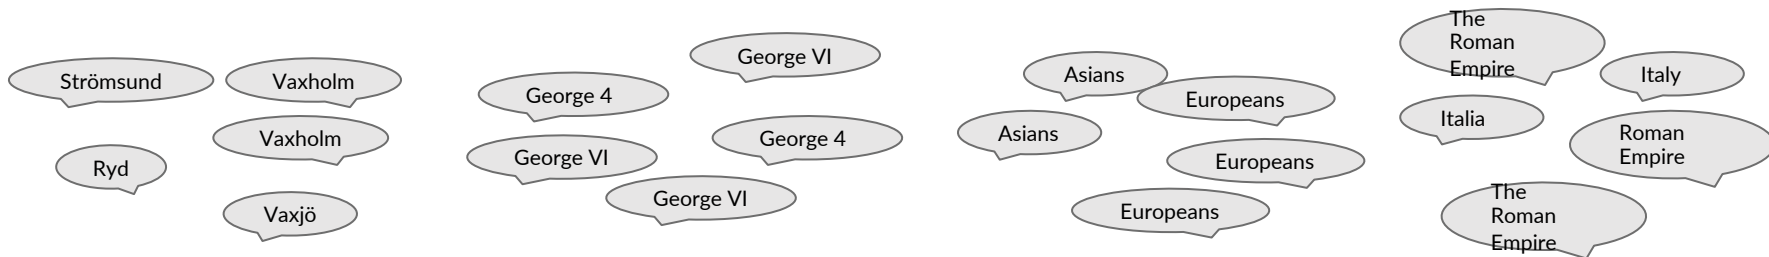 Strömsund
Vaxholm
Vaxholm
Ryd
Vaxjö
George VI
George 4
George 4
George VI
George VI
Asians
Europeans
Asians
Europeans
Europeans
The
Roman
Empire
Italy
Italia
Roman
Empire
The
Roman
Empire